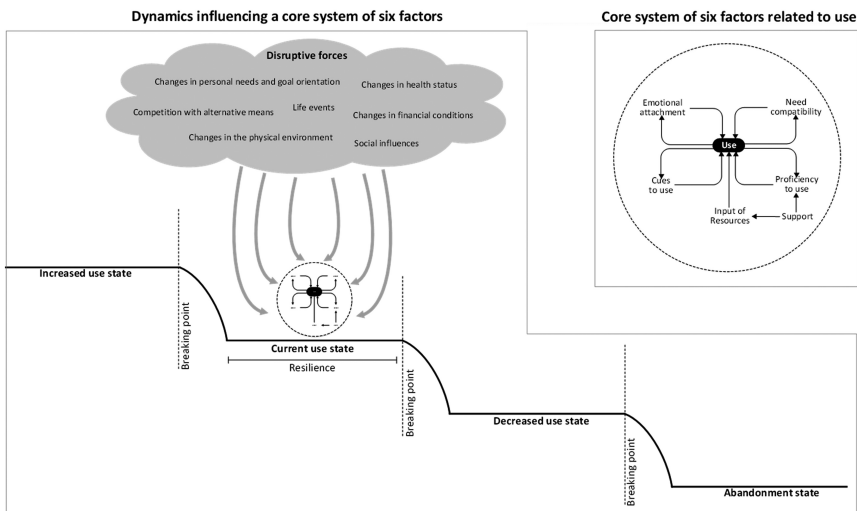 Dynamics influencing a core system of six factors
Core system of six factors related to use
Disruptive forces
Changes in personal needs and goal orientation
Changes in health status
Life events
Competition with alternative means
Changes in financial conditions
Changes in the physical environment
Social influences
Emotional
attachment
Need
compatibility
Use
Cues
to use
Proficiency
to use
Input of
Resources
Support
Increased use state
Breaking point
Current use state
Resilience
Breaking point
Decreased use state
Breaking point
Abandonment state